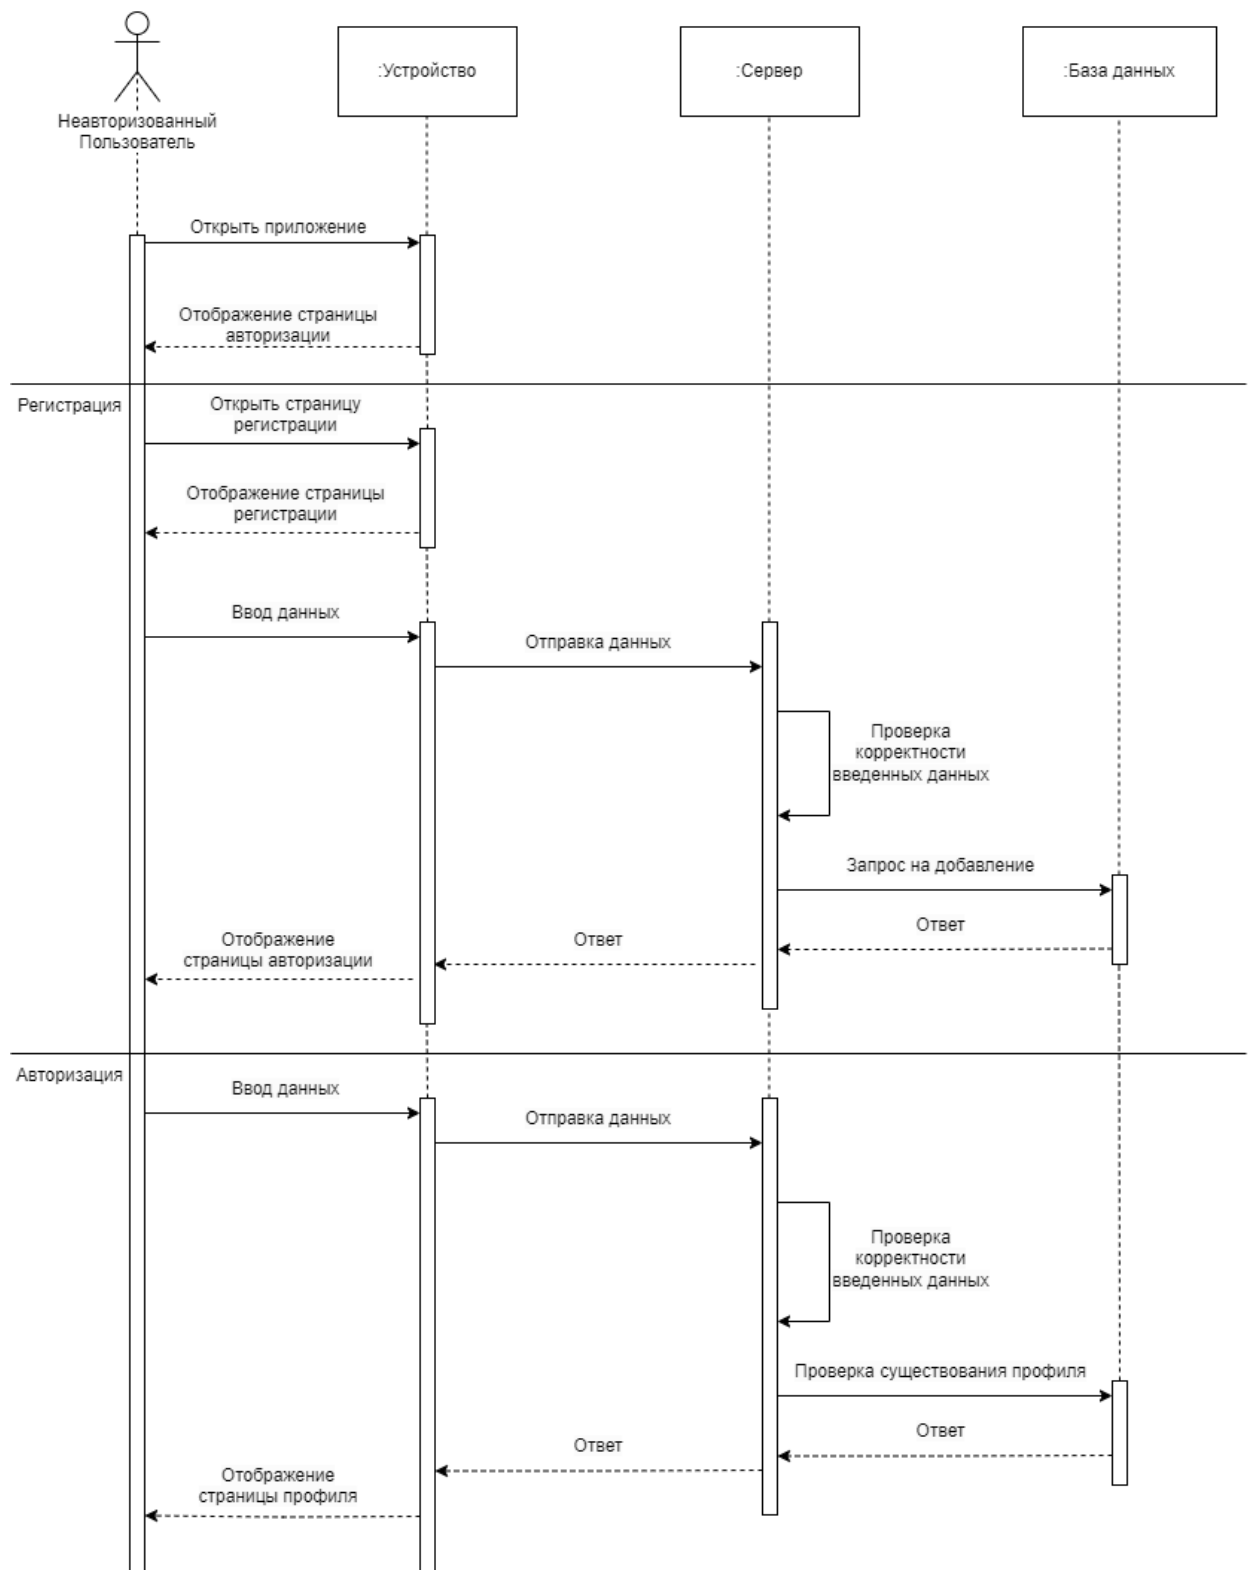 :Устройство
:Сервер
:База данных
Неавторизованный
Пользователь
Открыть приложение
Отображение страницы
авторизации
Регистрация
Открыть страницу
регистрации
Отображение страницы
регистрации
Ввод данных
Отправка данных
Проверка
корректности
введенных данных
Запрос на добавление
Ответ
Ответ
Отображение
страницы авторизации
Авторизация
Ввод данных
Отправка данных
Проверка
корректности
введенных данных
Проверка существования профиля
Ответ
Ответ
Отображение
страницы профиля